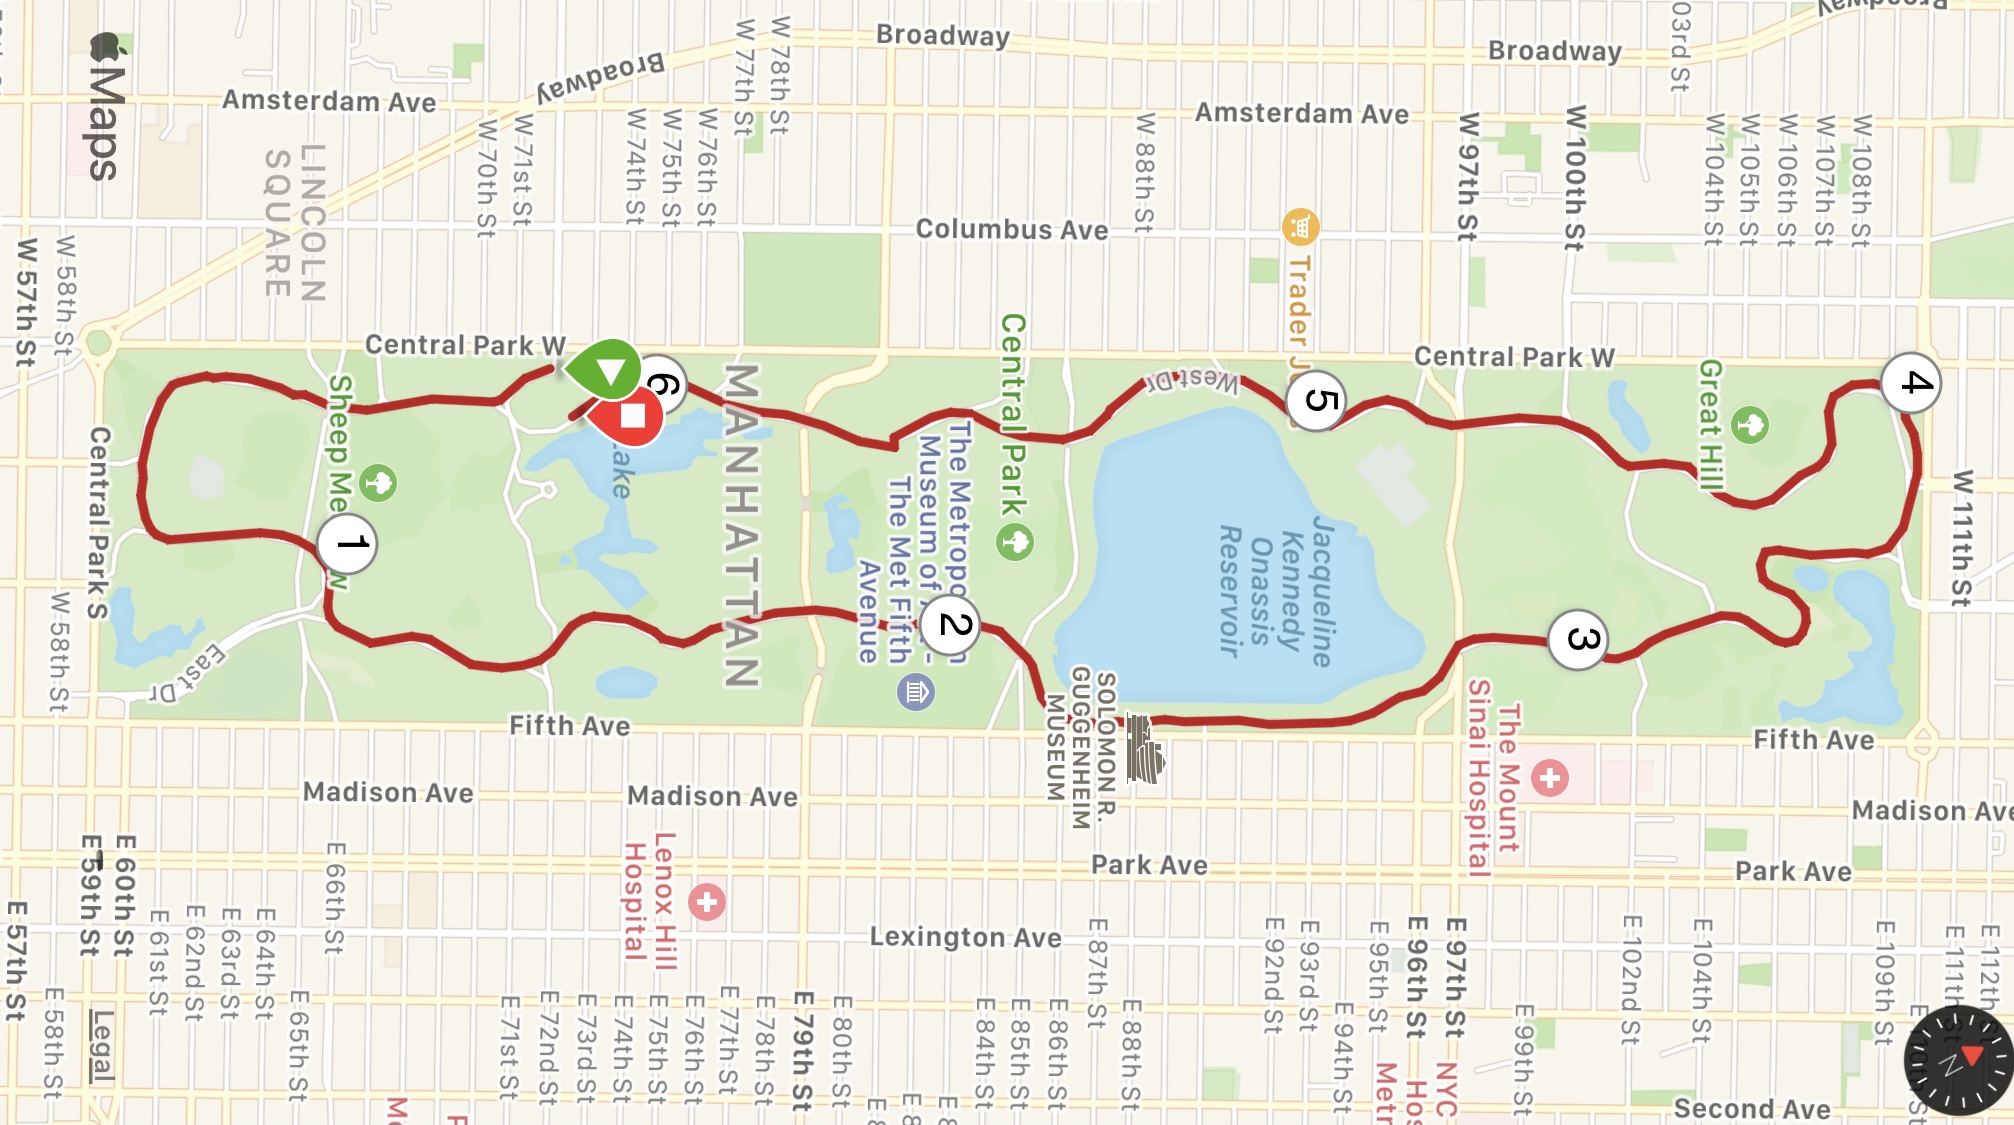 Broadway
Broadway
Broadway
Broadway
Maps
Amsterdam Ave
Amsterdam Ave
W 77th St
W 78th St
03rd St
W 70th St
W 71st St
W 74th St
W 75th St
W 76th St
W 88th St
W 97th St
W 100th St
W 104th St
W 105th St
W 106th St
W 107th St
W 108th St
LINCOLN
SQUARE
Columbus Ave
W 57th St
W 58th St
Trader J
Central Park W
Central Park W
6
West Dr
5
4
Great Hill
Central Park
MANHATTAN
Sheep Me
w
1
ake
The Metropo
Museum of
The Met Fifth
Avenue
2
Jacqueline
Kennedy
Onassis
Reservoir
3
W 111th St
Central Park S
W 58th St
East Dr
SOLOMON R.
GUGGENHEIM
MUSEUM
The Mount
Sinai Hospital
Fifth Ave
Fifth Ave
Madison Ave
Madison Ave
Madison Ave
Park Ave
Park Ave
Lenox Hill
Hospital
Lexington Ave
E 57th St
E 58th St
E 59th St
E 60th St
E 61st St
E 62nd St
E 63rd St
E 64th St
E 65th St
E 66th St
E 71st St
E 72nd St
E 73rd St
E 74th St
E 75th St
E 76th St
E 77th St
E 78th St
E 79th St
E 80th St
E 84th St
E 85th St
E 86th St
E 87th St
E 88th St
E 92nd St
E 93rd St
E 94th St
E 95th St
E 96th St
E 97th St
E 99th St
E 102nd St
E 104th St
E 109th St
E 110th St
E 111th St
E 112th St
NYC
Hos
Metr
Second Ave
Legal
N